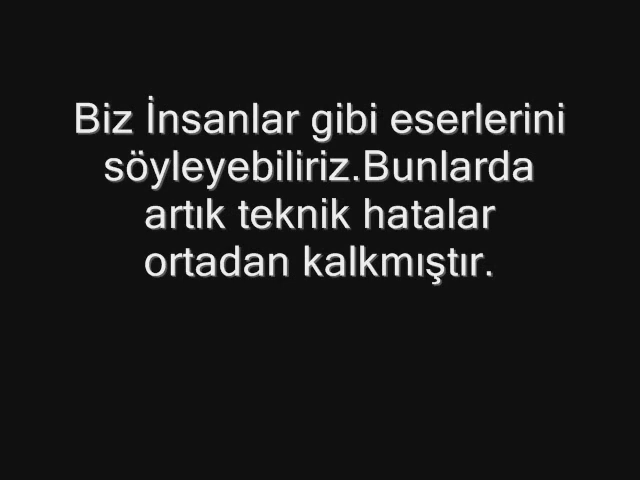 Biz İnsanlar gibi eserlerini
söyleyebiliriz.Bunlarda
artık teknik hatalar
ortadan kalkmıştır.